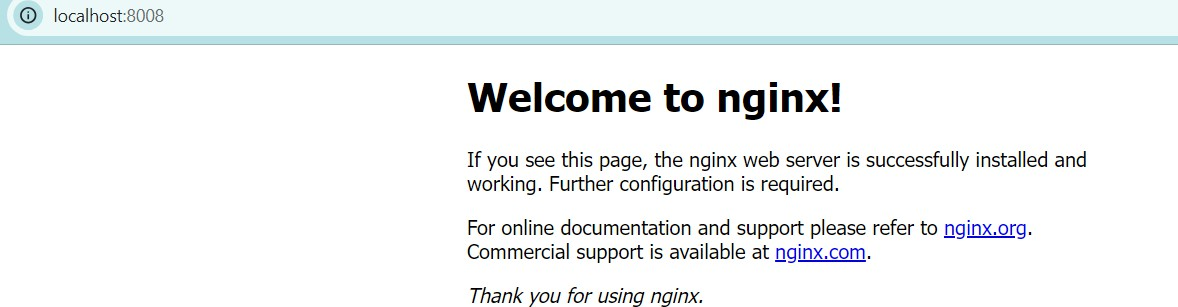 localhost:8008
Welcome to nginx!
If you see this page, the nginx web server is successfully installed and
working. Further configuration is required.
For online documentation and support please refer to nginx.org.
Commercial support is available at nginx.com.
Thank you for using nginx.